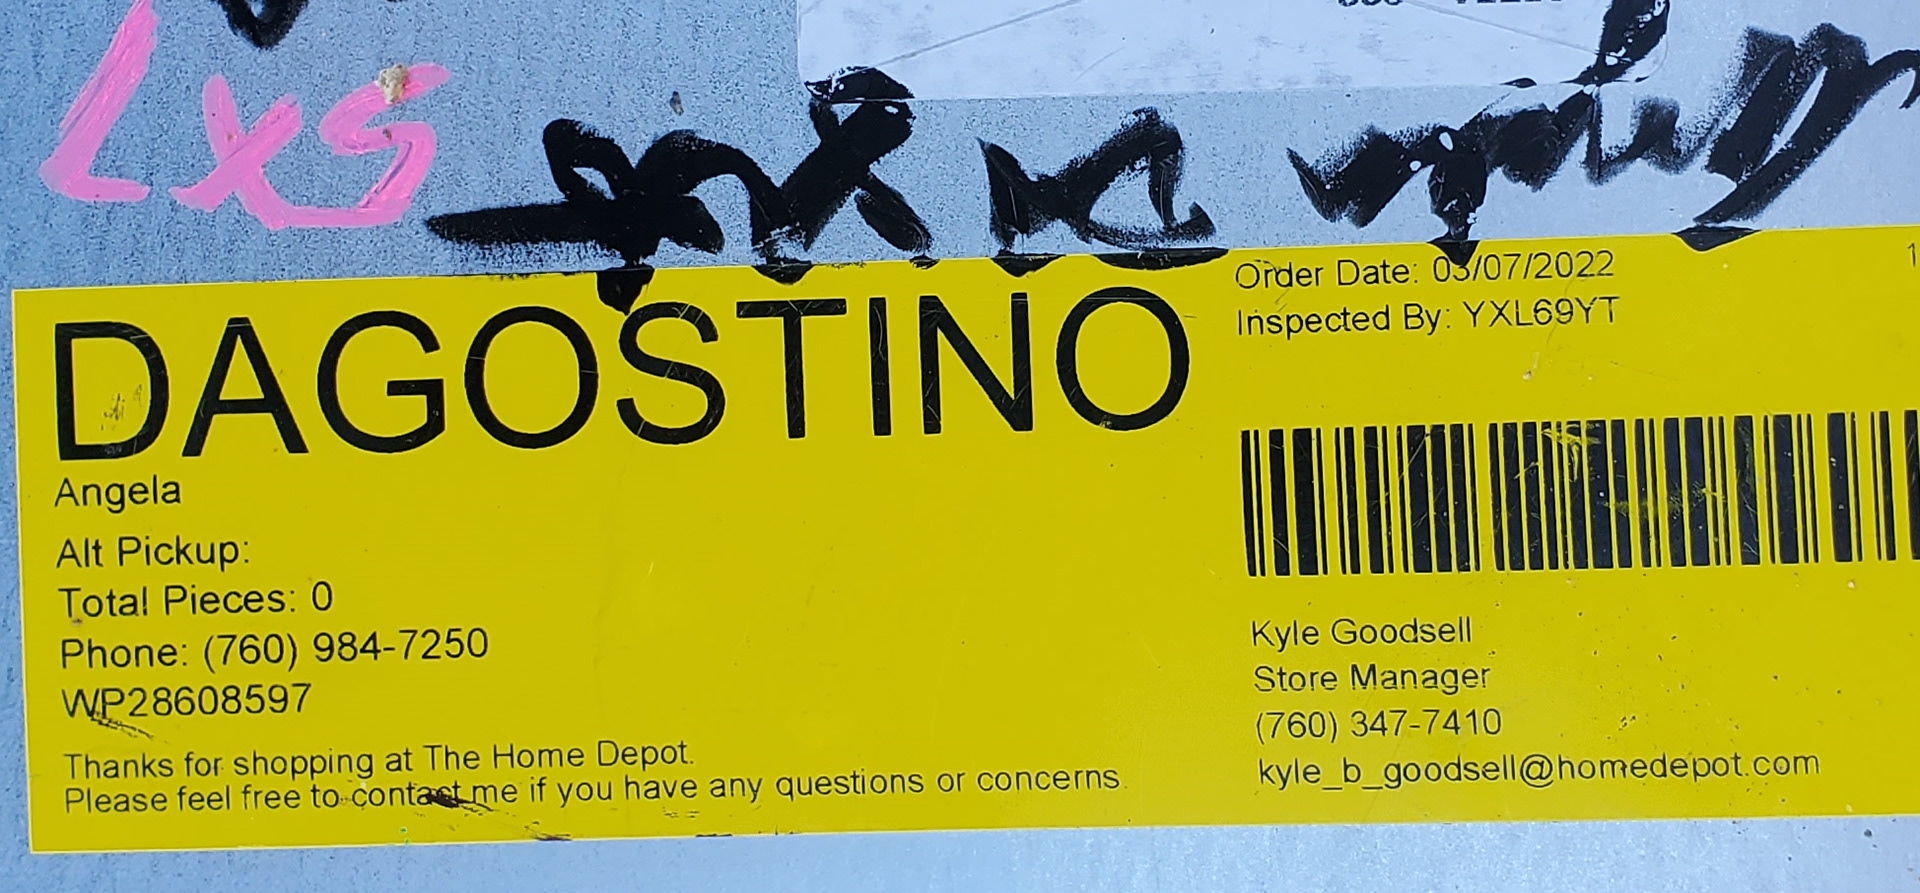 Lxs
DAGOSTINO
Angela
Alt Pickup:
Total Pieces: 0
Phone: (760) 984-7250
WP28608597
Thanks for shopping at The Home Depot.
Please feel free to contact me if you have any questions or concerns.
Order Date: 03/07/2022
Inspected By: YXL69YT
Kyle Goodsell
Store Manager
(760) 347-7410
kyle_b_goodsell@homedepot.com